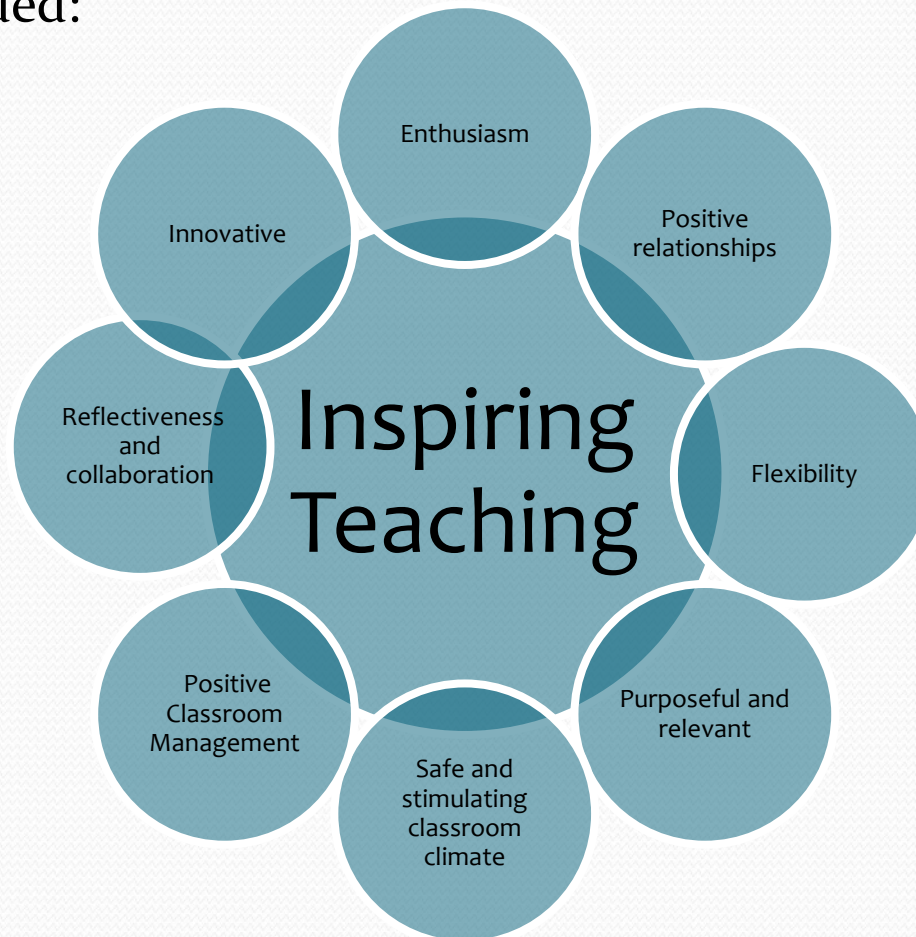 Enthusiasm
Innovative
Positive
relationships
Reflectiveness
and
collaboration
Inspiring
Teaching
Flexibility
Positive
Classroom
Management
Purposeful and
relevant
Safe and
stimulating
classroom
climate